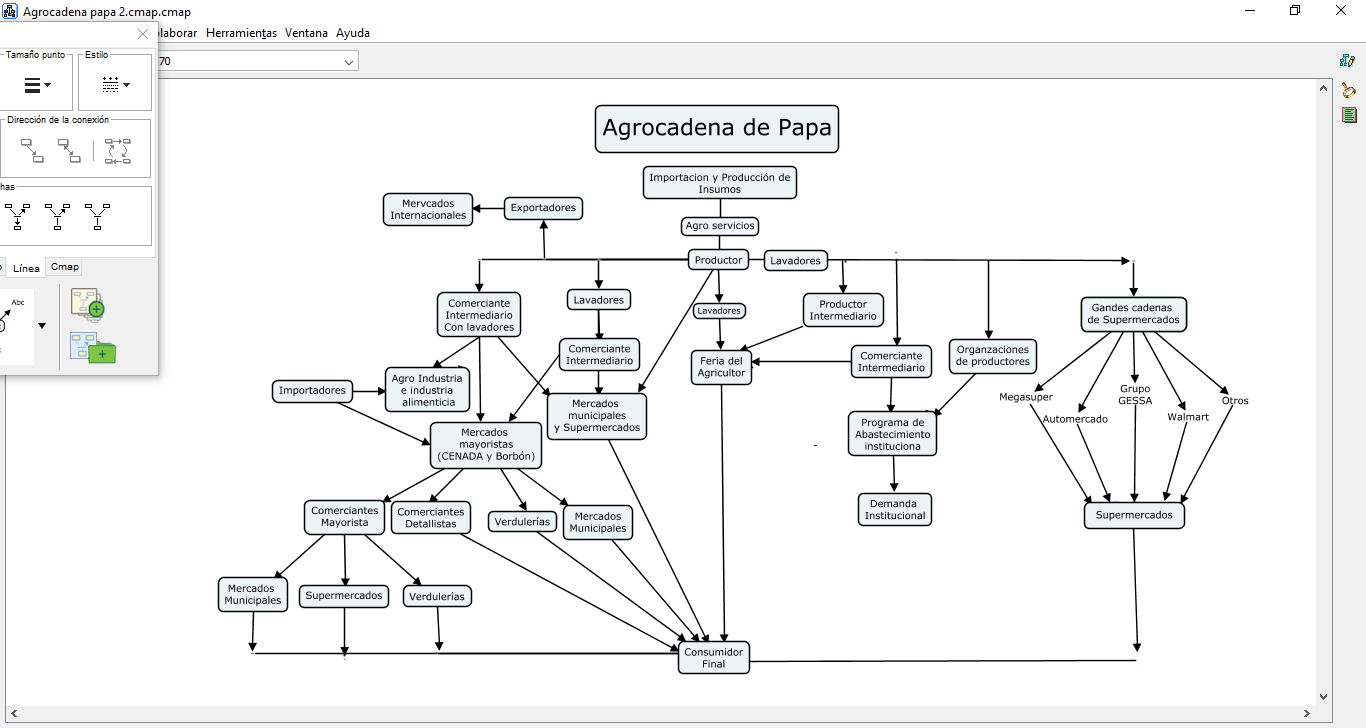 Agrocadena papa 2.cmap.cmap
laborar Herramientas Ventana Ayuda
Tamaño punto
Estilo
70
Dirección de la conexión
has
Línea
Cmap
Abc
Agrocadena de Papa
Importacion y Producción de
Insumos
Mervcados
Internacionales
Exportadores
Agro servicios
Productor
Lavadores
Comerciante
Intermediario
Con lavadores
Lavadores
Lavadores
Productor
Intermediario
Gandes cadenas
de Supermercados
Comerciante
Intermediario
Feria del
Agricultor
Comerciante
Intermediario
Organzaciones
de productores
Importadores
Agro Industria
e industria
alimenticia
Mercados
municipales
y Supermercados
Megasuper
Automercado
Grupo
GESSA
Walmart
Otros
Mercados
mayoristas
(CENADA y Borbón)
Programa de
Abastecimiento
instituciona
Comerciantes
Mayorista
Comerciantes
Detallistas
Verdulerías
Mercados
Municipales
Demanda
Institucional
Supermercados
Mercados
Municipales
Supermercados
Verdulerías
Consumidor
Final